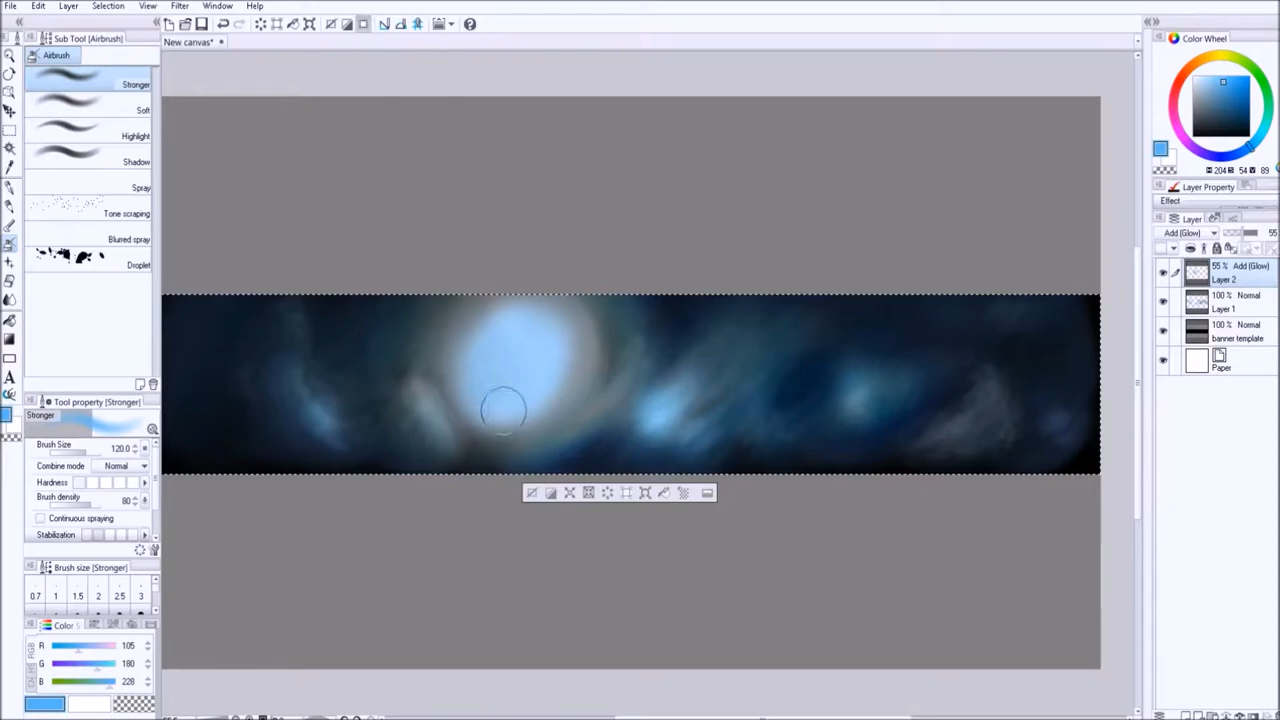 File Edit Layer Selection View Filter Window Help
Sub Tool [Airbrush]
Airbrush
Stronger
Soft
Highlight
Shadow
Spray
Tone scraping
Blurred spray
Droplet
Tool property [Stronger]
Stronger
Brush Size 120.0
Combine mode Normal
Hardness
Brush density 80
Continuous spraying
Stabilization
Brush size [Stronger]
0.7 1 1.5 2 2.5 3
Color S
RGB
R 105
G 180
B 228
New canvas*
Color Wheel
H 204 S 54 V 89
Layer Property
Effect
Layer
Add (Glow) 55
55 % Add (Glow)
Layer 2
100 % Normal
Layer 1
100 % Normal
banner template
Paper